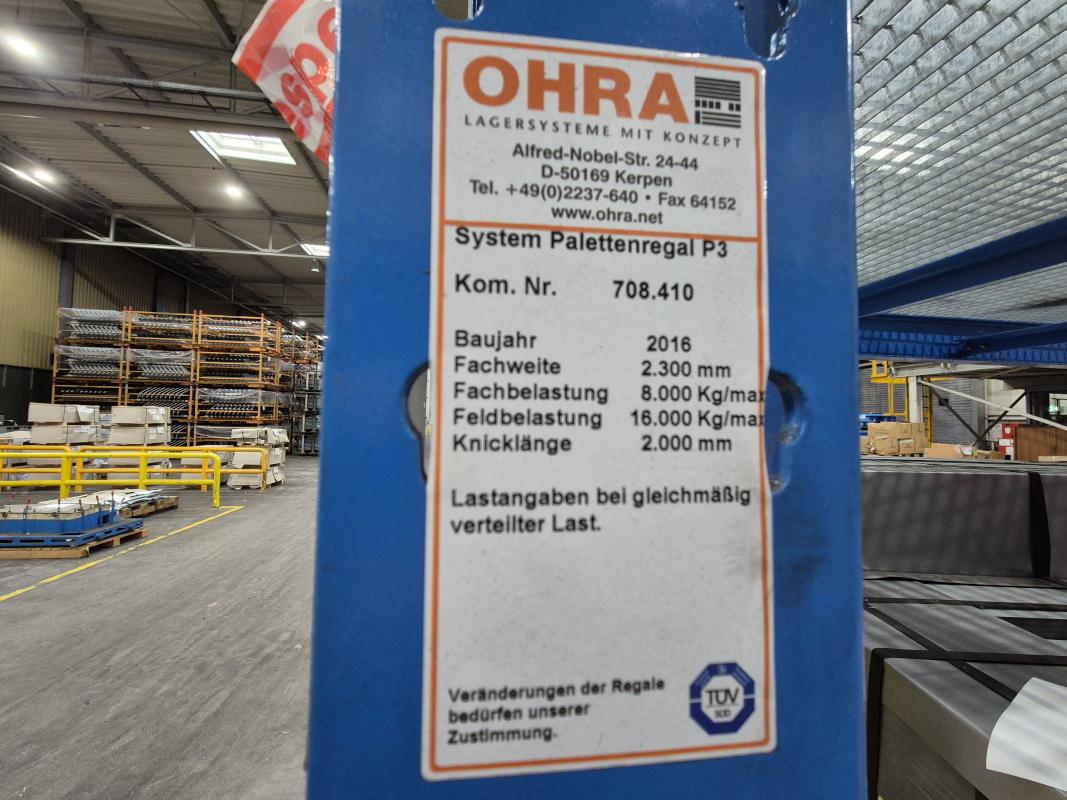 OHRA
LAGERSYSTEME MIT KONZEPT
Alfred-Nobel-Str. 24-44
D-50169 Kerpen
Tel. +49(0)2237-640 • Fax 64152
www.ohra.net
System Palettenregal P3
Kom. Nr. 708.410
Baujahr 2016
Fachweite 2.300 mm
Fachbelastung 8.000 Kg/max
Feldbelastung 16.000 Kg/max
Knicklänge 2.000 mm
Lastangaben bei gleichmäßig
verteilter Last.
Veränderungen der Regale
bedürfen unserer
Zustimmung.
TÜV
SÜD